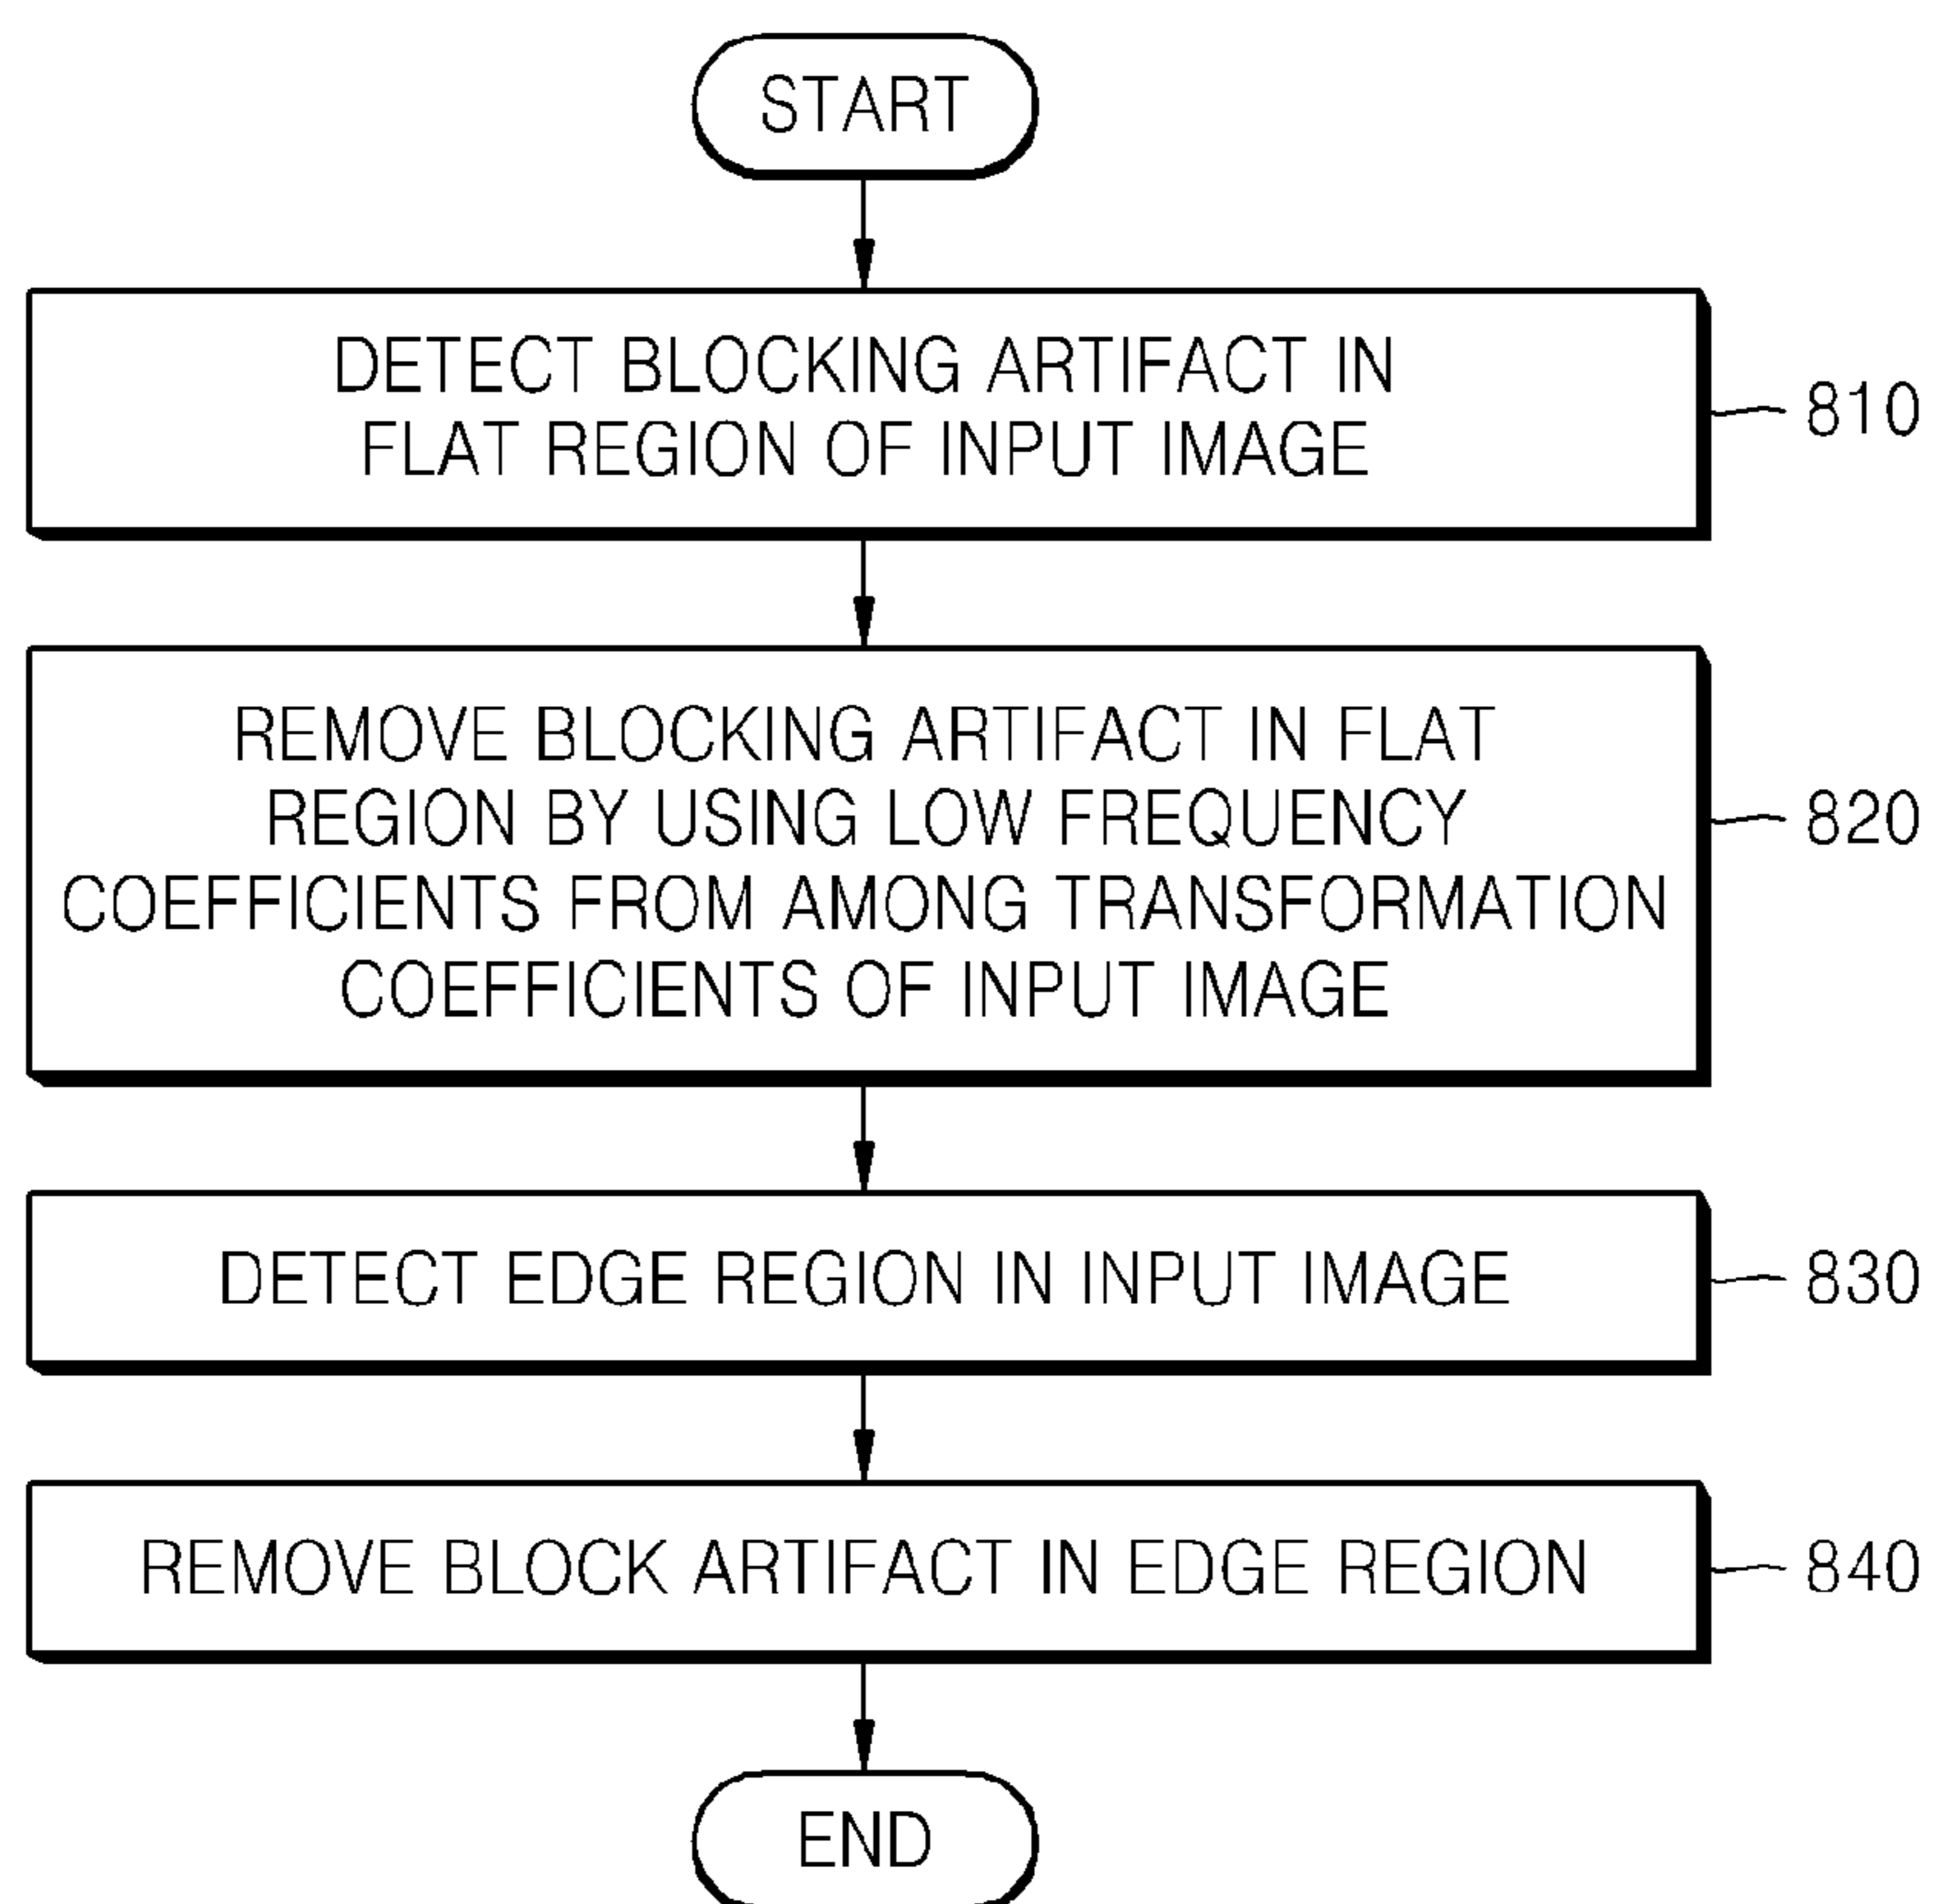 START
DETECT BLOCKING ARTIFACT IN
FLAT REGION OF INPUT IMAGE
810
REMOVE BLOCKING ARTIFACT IN FLAT
REGION BY USING LOW FREQUENCY
COEFFICIENTS FROM AMONG TRANSFORMATION
COEFFICIENTS OF INPUT IMAGE
820
DETECT EDGE REGION IN INPUT IMAGE
830
REMOVE BLOCK ARTIFACT IN EDGE REGION
840
END